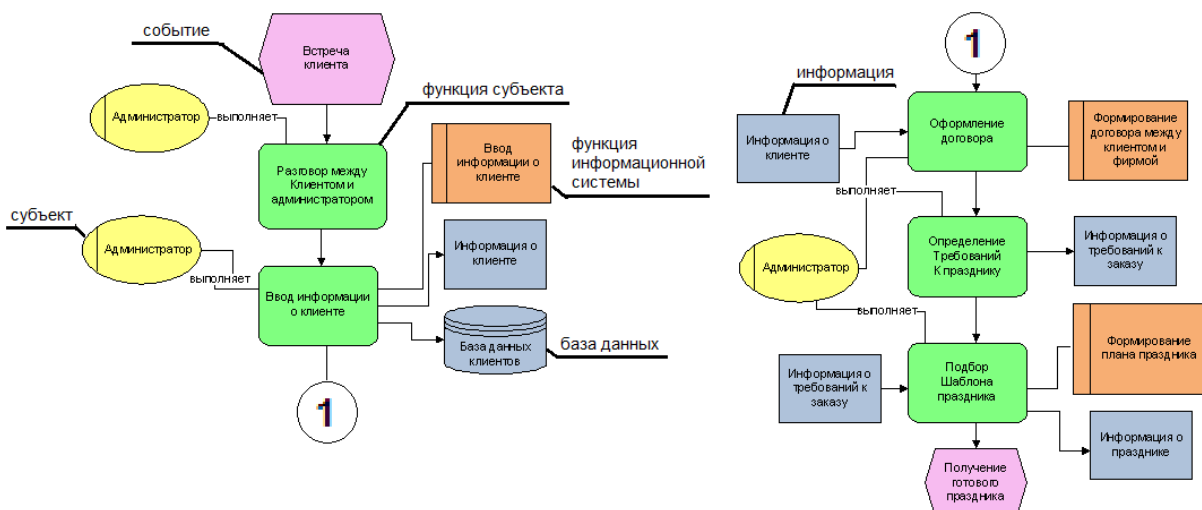 событие
Встреча
клиента
Администратор
выполняет
функция субъекта
Разговор между
Клиентом и
администратором
Ввод
информации о
клиенте
функция
информационной
системы
субъект
Администратор
выполняет
Ввод информации
о клиенте
Информация о
клиенте
База данных
клиентов
база данных
1
1
информация
Информация о
клиенте
Оформление
договора
Формирование
договора между
клиентом и
фирмой
выполняет
Администратор
Определение
Требований
К празднику
Информация о
требований к
заказу
выполняет
Информация о
требований к
заказу
Подбор
Шаблона
праздника
Формирование
плана праздника
Информация о
празднике
Получение
готового
праздника